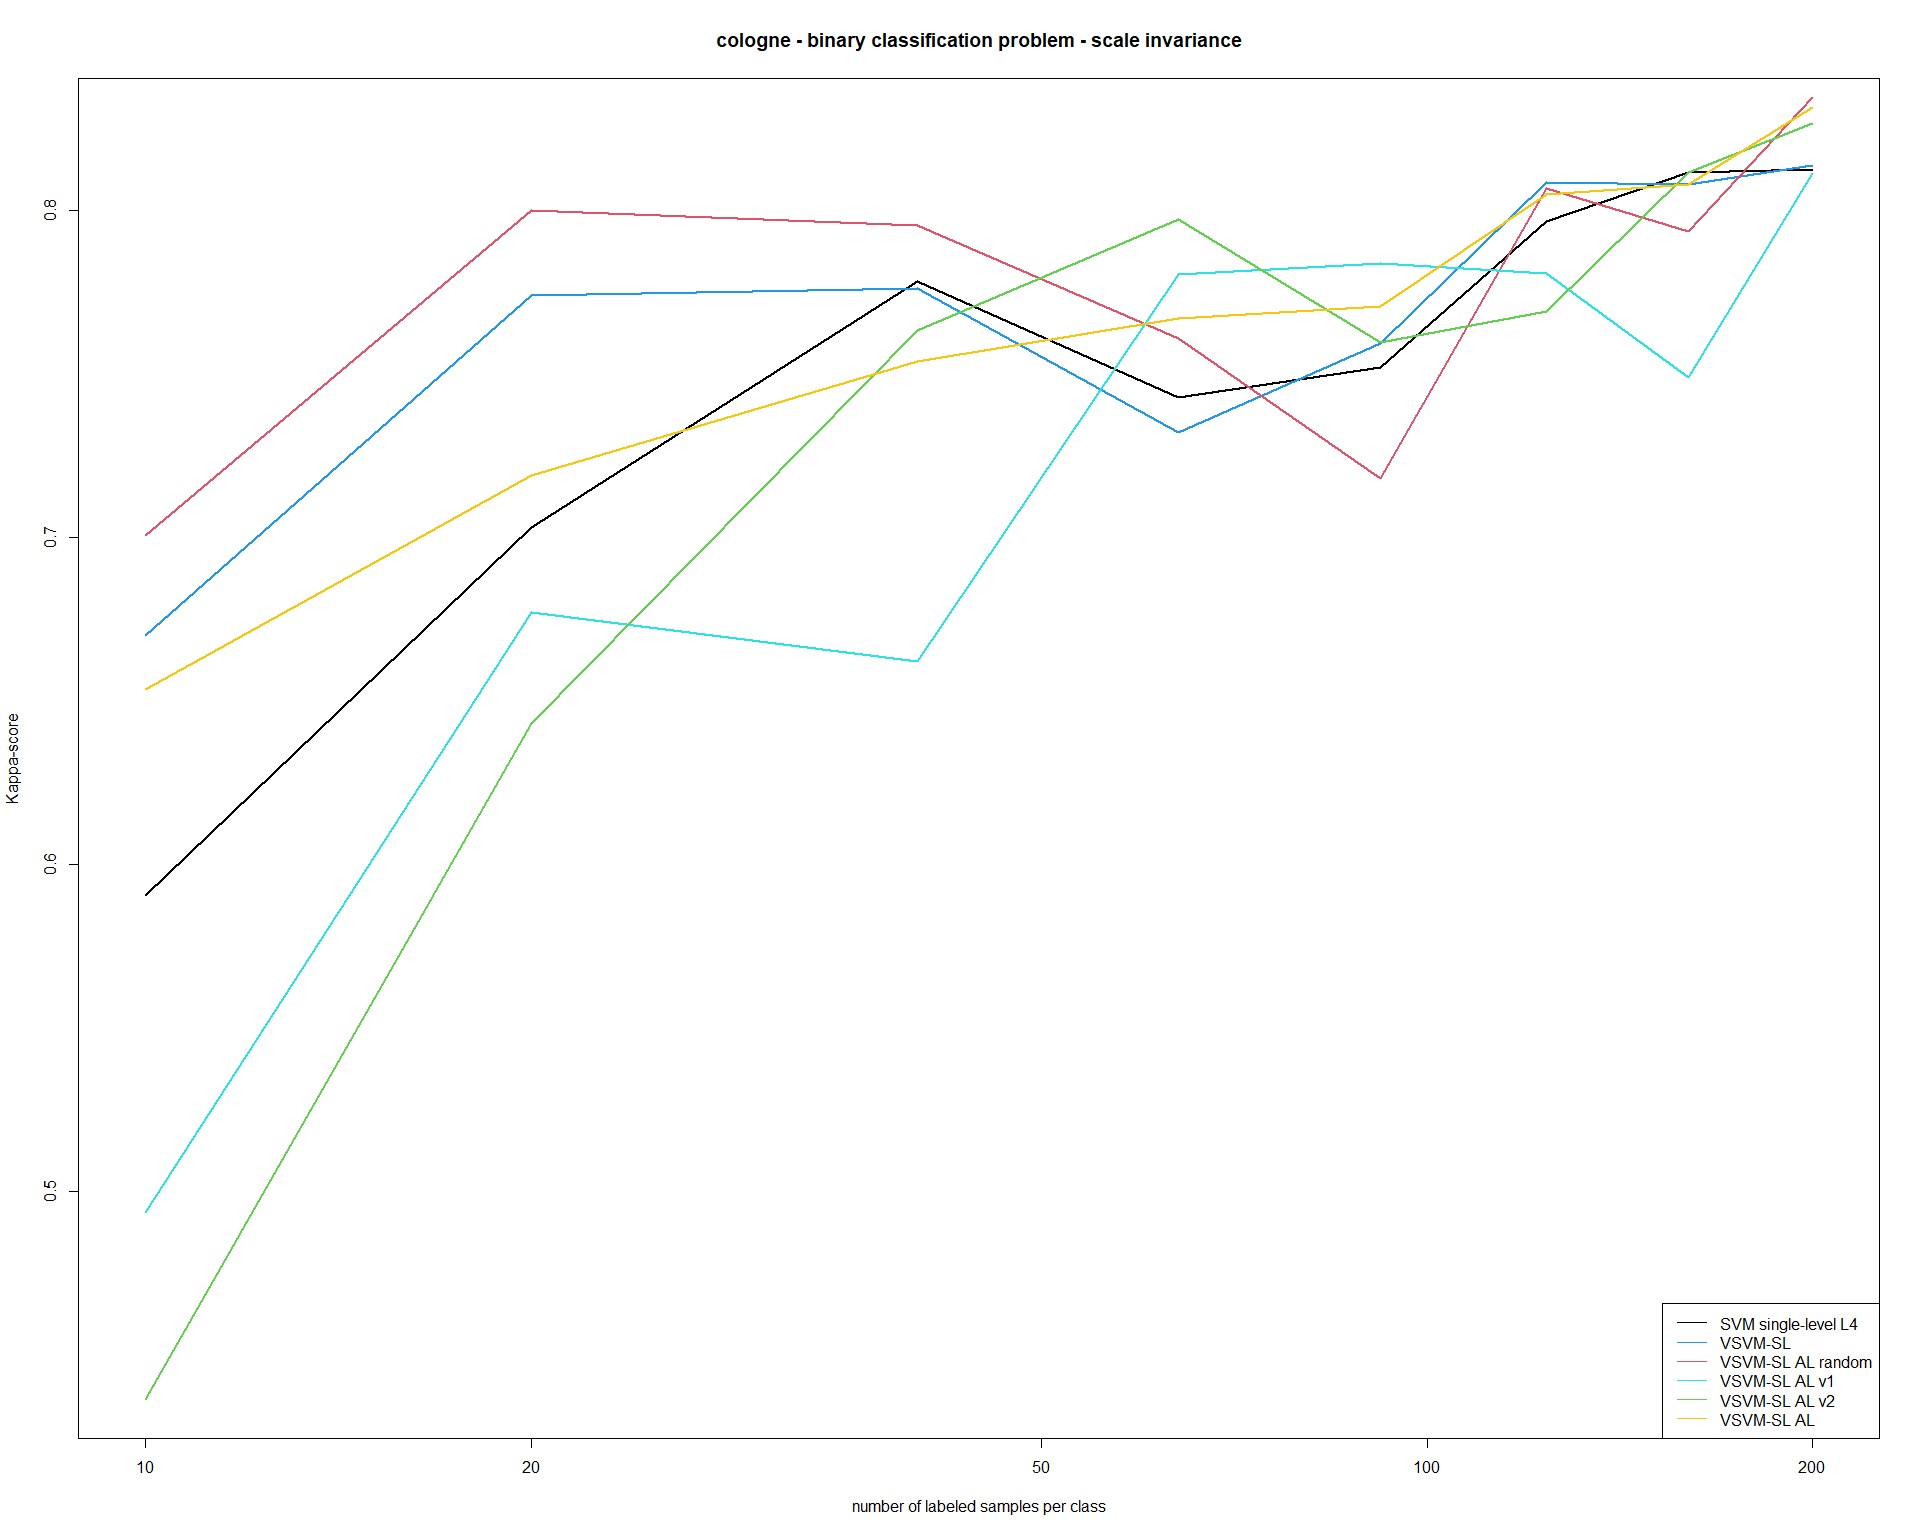 cologne - binary classification problem - scale invariance
Kappa-score
0.8
0.7
0.6
0.5
SVM single-level L4
VSVM-SL
VSVM-SL AL random
VSVM-SL AL v1
VSVM-SL AL v2
VSVM-SL AL
10 20 50 100 200
number of labeled samples per class